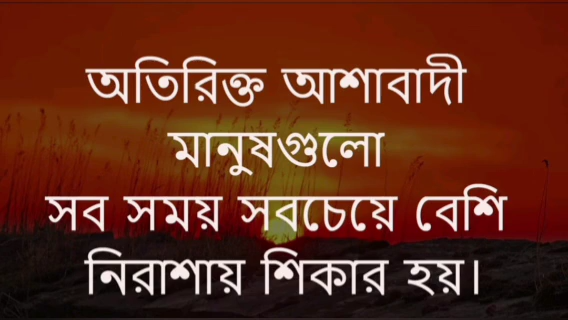 অতিরিক্ত আশাবাদী
মানুষগুলো
সব সময় সবচেয়ে বেশি
নিরাশায় শিকার হয়।